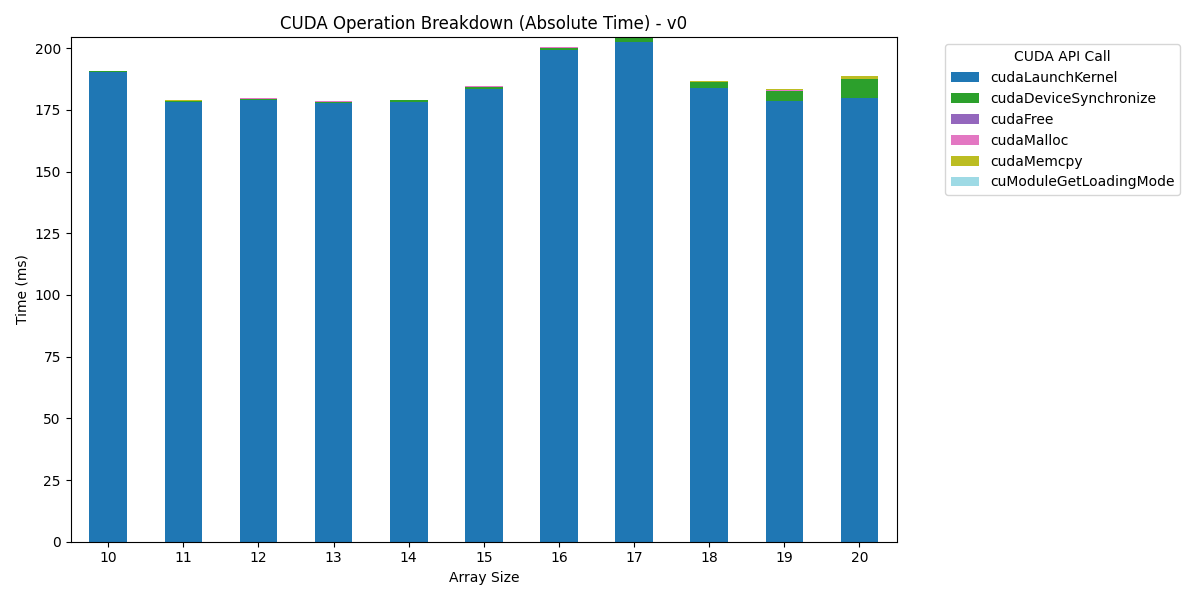 CUDA Operation Breakdown (Absolute Time) - v0
Time (ms)
200
175
150
125
100
75
50
25
0
10 11 12 13 14 15 16 17 18 19 20
Array Size
CUDA API Call
cudaLaunchKernel
cudaDeviceSynchronize
cudaFree
cudaMalloc
cudaMemcpy
cuModuleGetLoadingMode